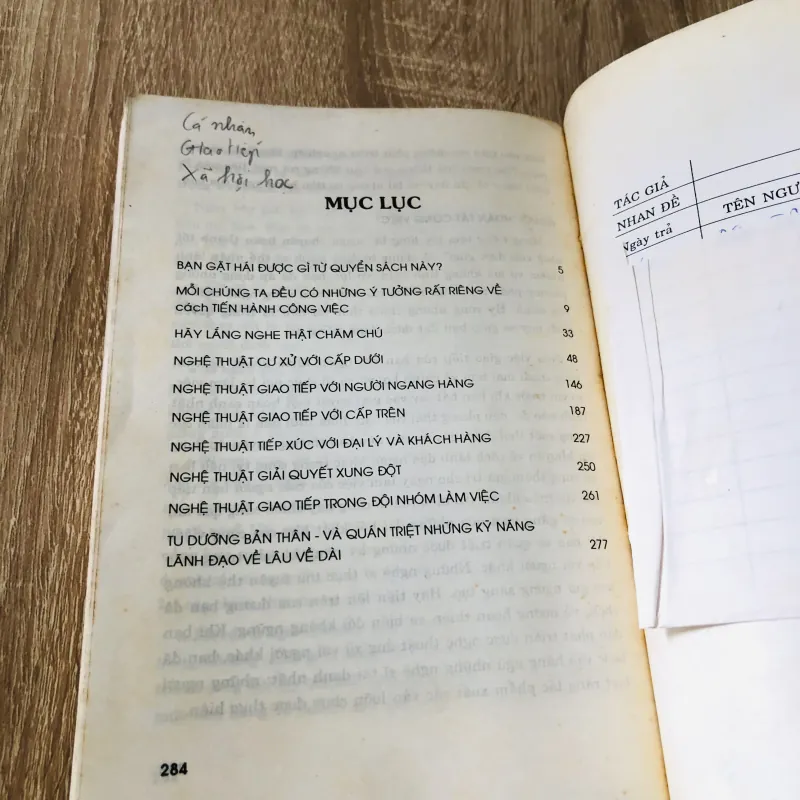 Cá nhân
Giao tiếp
Xã hội học
MỤC LỤC
BẠN GẶT HÁI ĐƯỢC GÌ TỪ QUYỂN SÁCH NÀY? 5
MỖI CHÚNG TA ĐỀU CÓ NHỮNG Ý TƯỞNG RẤT RIÊNG VỀ
cách TIẾN HÀNH CÔNG VIỆC 9
HÃY LẮNG NGHE THẬT CHĂM CHÚ 33
NGHỆ THUẬT CƯ XỬ VỚI CẤP DƯỚI 48
NGHỆ THUẬT GIAO TIẾP VỚI NGƯỜI NGANG HÀNG 146
NGHỆ THUẬT GIAO TIẾP VỚI CẤP TRÊN 187
NGHỆ THUẬT TIẾP XÚC VỚI ĐẠI LÝ VÀ KHÁCH HÀNG 227
NGHỆ THUẬT GIẢI QUYẾT XUNG ĐỘT 250
NGHỆ THUẬT GIAO TIẾP TRONG ĐỘI NHÓM LÀM VIỆC 261
TU DƯỠNG BẢN THÂN - VÀ QUÁN TRIỆT NHỮNG KỸ NĂNG
LÃNH ĐẠO VỀ LÂU VỀ DÀI 277
284
TÁC GIẢ
NHAN ĐỀ
Ngày trả TÊN NGƯ